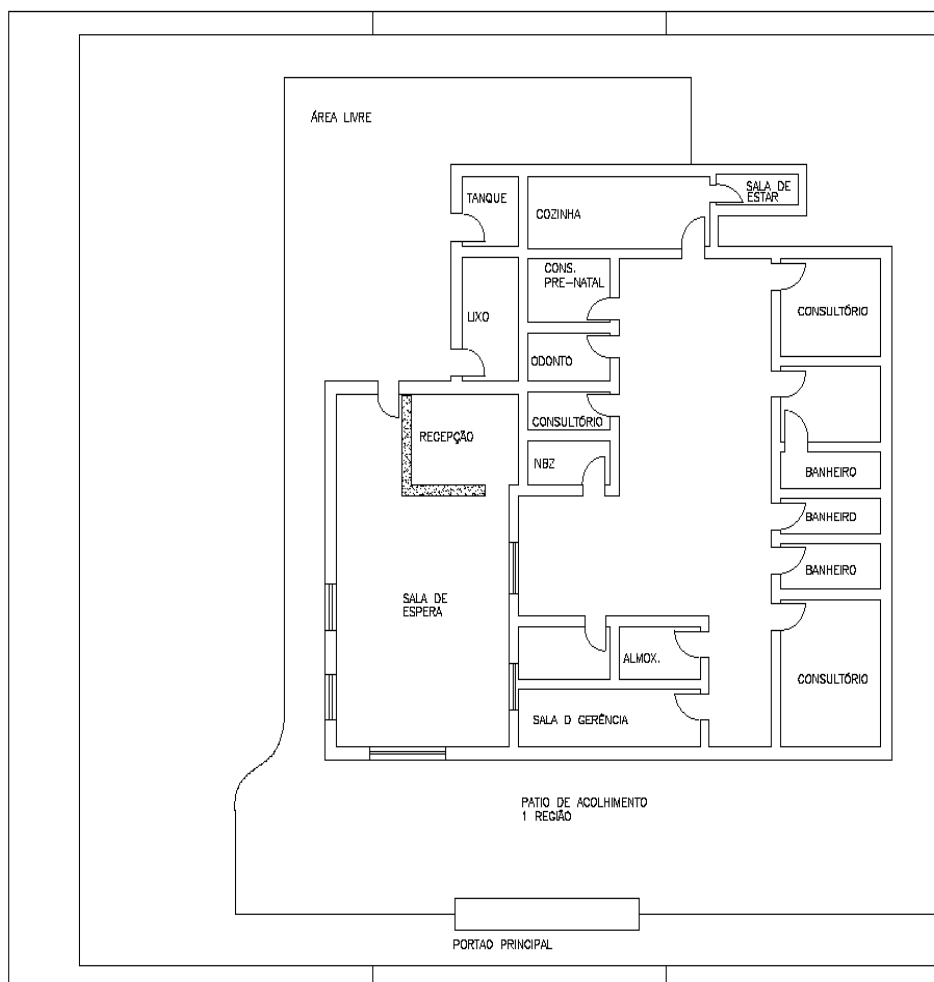 ÁREA LIVRE
TANQUE
COZINHA
SALA DE
ESTAR
CONS.
PRE-NATAL
LIXO
CONSULTÓRIO
ODONTO
RECEPÇÃO
CONSULTÓRIO
NBZ
BANHEIRO
BANHEIRO
BANHEIRO
SALA DE
ESPERA
ALMOX.
CONSULTÓRIO
SALA D GERÊNCIA
PATIO DE ACOLHIMENTO
1 REGIÃO
PORTAO PRINCIPAL